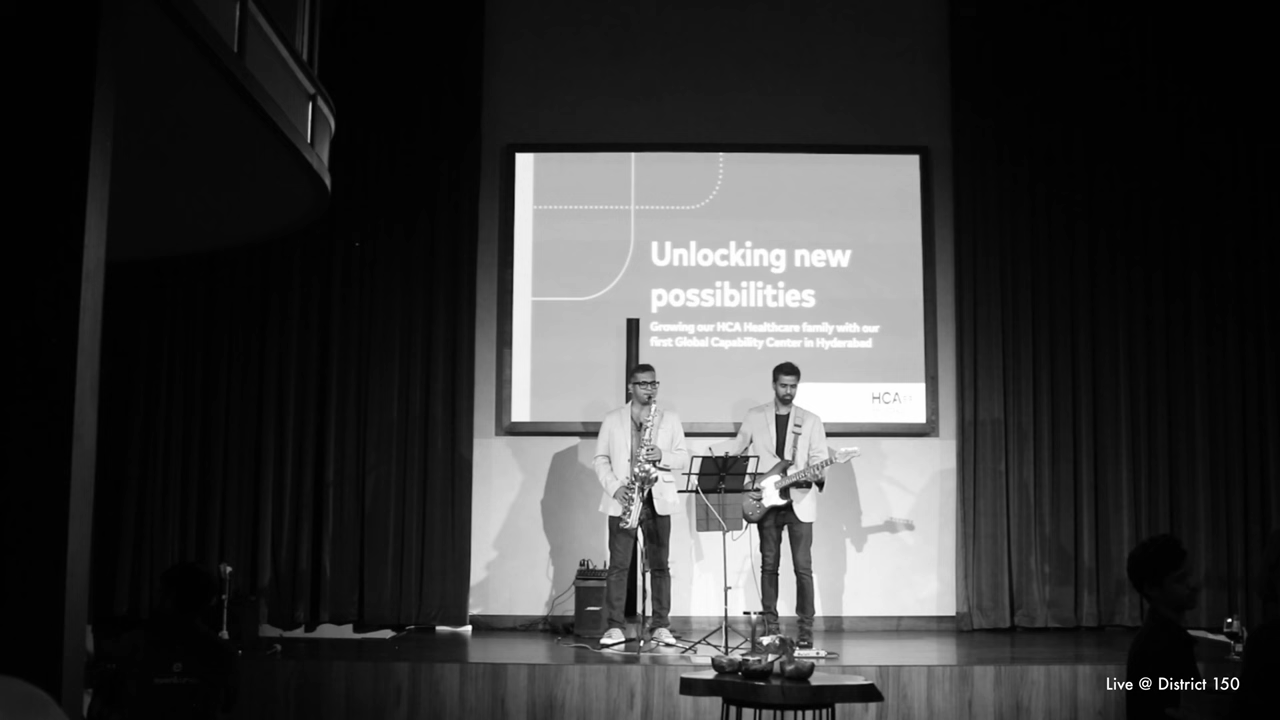 Unlocking new
possibilities
Growing our HCA Healthcare family with our
first Global Capability Center in Hyderabad
HCA
Live @ District 150